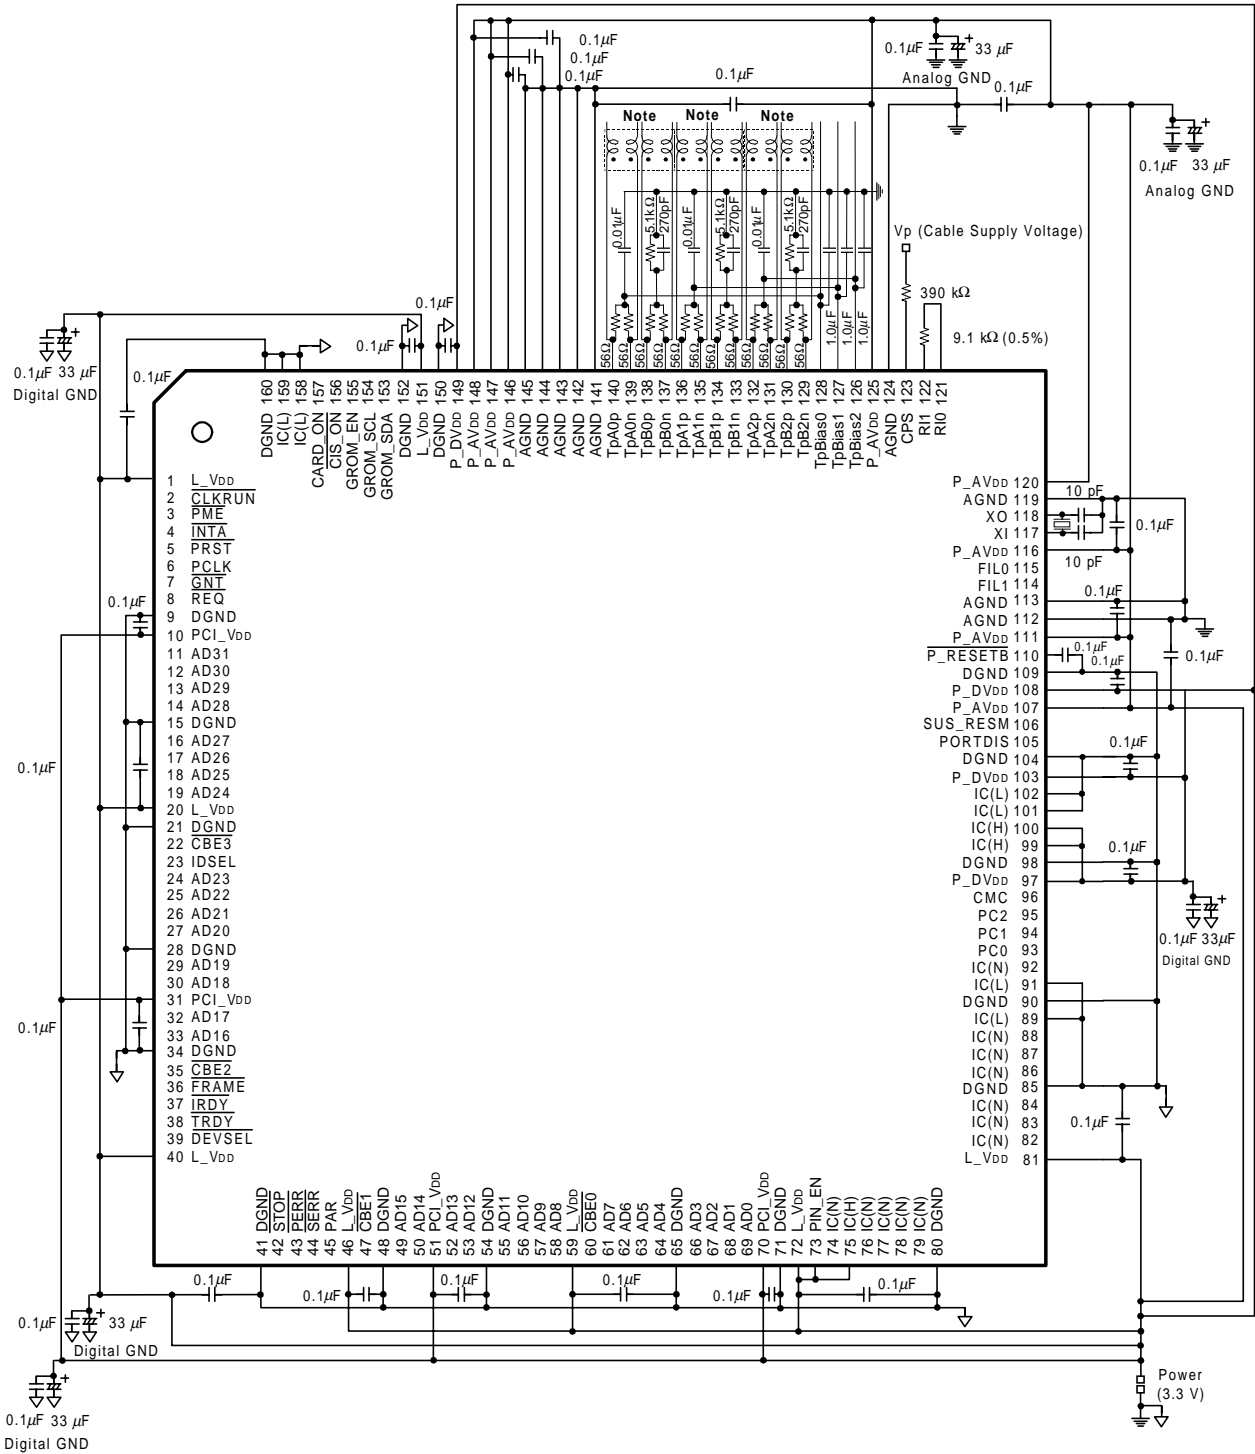 0.1µF
0.1µF
0.1µF
0.1µF
0.1µF 33 µF
Analog GND
0.1µF
0.1µF 33 µF
Analog GND
Note Note Note
0.01µF 5.1kΩ 270pF 0.01µF 5.1kΩ 270pF 0.01µF 5.1kΩ 270pF
1.0µF 1.0µF 1.0µF
Vp (Cable Supply Voltage)
390 kΩ
9.1 kΩ (0.5%)
0.1µF
0.1µF
0.1µF 33 µF
Digital GND
0.1µF
56Ω 56Ω 56Ω 56Ω 56Ω 56Ω 56Ω 56Ω 56Ω 56Ω 56Ω 56Ω
DGND 160
IC(L) 159
IC(L) 158
CARD_ON 157
CIS_ON 156
GROM_EN 155
GROM_SCL 154
GROM_SDA 153
DGND 152
L_VDD 151
DGND 150
P_DVDD 149
P_AVDD 148
P_AVDD 147
P_AVDD 146
AGND 145
AGND 144
AGND 143
AGND 142
AGND 141
TpA0p 140
TpA0n 139
TpB0p 138
TpB0n 137
TpA1p 136
TpA1n 135
TpB1p 134
TpB1n 133
TpA2p 132
TpA2n 131
TpB2p 130
TpB2n 129
TpBias0 128
TpBias1 127
TpBias2 126
P_AVDD 125
AGND 124
CPS 123
RI1 122
RI0 121
1 L_VDD
2 CLKRUN
3 PME
4 INTA
5 PRST
6 PCLK
7 GNT
8 REQ
9 DGND
10 PCI_VDD
11 AD31
12 AD30
13 AD29
14 AD28
15 DGND
16 AD27
17 AD26
18 AD25
19 AD24
20 L_VDD
21 DGND
22 CBE3
23 IDSEL
24 AD23
25 AD22
26 AD21
27 AD20
28 DGND
29 AD19
30 AD18
31 PCI_VDD
32 AD17
33 AD16
34 DGND
35 CBE2
36 FRAME
37 IRDY
38 TRDY
39 DEVSEL
40 L_VDD
0.1µF
0.1µF
0.1µF
P_AVDD 120
AGND 119
XO 118
XI 117
P_AVDD 116
FIL0 115
FIL1 114
AGND 113
AGND 112
P_AVDD 111
P_RESETB 110
DGND 109
P_DVDD 108
P_AVDD 107
SUS_RESM 106
PORTDIS 105
DGND 104
P_DVDD 103
IC(L) 102
IC(L) 101
IC(H) 100
IC(H) 99
DGND 98
P_DVDD 97
CMC 96
PC2 95
PC1 94
PC0 93
IC(N) 92
IC(L) 91
DGND 90
IC(L) 89
IC(N) 88
IC(N) 87
IC(N) 86
DGND 85
IC(N) 84
IC(N) 83
IC(N) 82
L_VDD 81
10 pF
0.1µF
10 pF
0.1µF
0.1µF
0.1µF
0.1µF
0.1µF
0.1µF
0.1µF 33µF
Digital GND
0.1µF
41 DGND
42 STOP
43 PERR
44 SERR
45 PAR
46 L_VDD
47 CBE1
48 DGND
49 AD15
50 AD14
51 PCI_VDD
52 AD13
53 AD12
54 DGND
55 AD11
56 AD10
57 AD9
58 AD8
59 L_VDD
60 CBE0
61 AD7
62 AD6
63 AD5
64 AD4
65 DGND
66 AD3
67 AD2
68 AD1
69 AD0
70 PCI_VDD
71 DGND
72 L_VDD
73 PIN_EN
74 IC(N)
75 IC(H)
76 IC(N)
77 IC(N)
78 IC(N)
79 IC(N)
80 DGND
0.1µF 0.1µF 0.1µF 0.1µF
0.1µF 0.1µF 0.1µF
0.1µF 33 µF
Digital GND
0.1µF 33 µF
Digital GND
Power
(3.3 V)